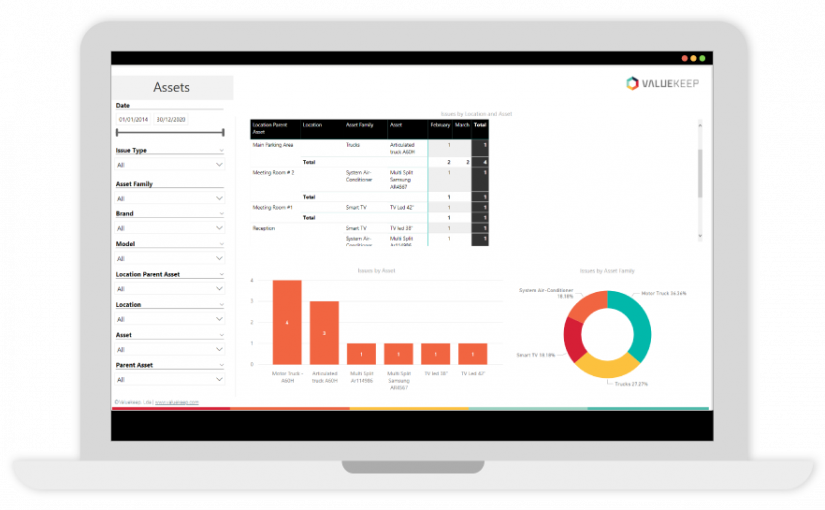 Assets
VALUEKEEP
Date
01/01/2014 30/12/2020
Issue Type
All
Asset Family
All
Brand
All
Model
All
Location Parent Asset
All
Location
All
Asset
All
Parent Asset
All
www.valuekeep.com
Issues by Location and Asset
Location Parent Asset Location Asset Family Asset February March Total
Main Parking Area Trucks Articulated truck A60H 1 1
Total 2 2 4
Meeting Room # 2 System Air-Conditioner Multi Split Samsung AR4067 1 1
Total 1 1
Meeting Room #1 Smart TV TV Led 42" 1 1
Total 1 1
Reception Smart TV TV led 38" 1 1
System Air-Conditioner Multi Split 1 1
Issues by Asset
4
3
2
1
0
4
3
1
1
1
1
Motor Truck - A60H
Articulated truck A60H
Multi Split
Multi Split Samsung AR4067
TV led 38"
TV Led 42"
Issues by Asset Family
System Air-Conditioner 18.18%
Motor Truck 36.36%
Smart TV 18.18%
Trucks 27.27%